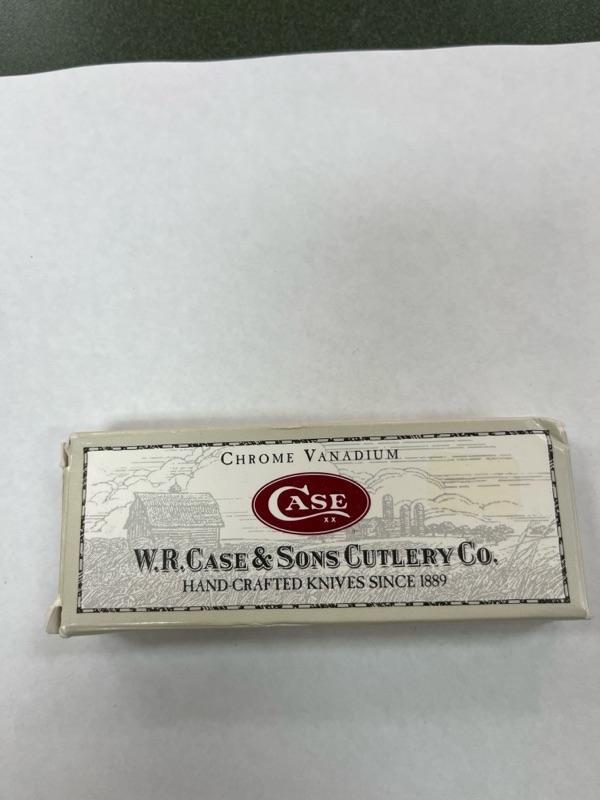 CHROME VANADIUM
CASE
XX
W.R. CASE & SONS CUTLERY CO.
HAND-CRAFTED KNIVES SINCE 1889